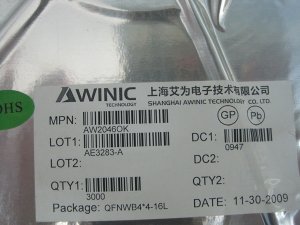 OHS
AWINIC
TECHNOLOGY
上海艾为电子技术有限公司
SHANGHAI AWINIC TECHNOLOGY CO., LTD.
GP Pb
MPN: AW2046OK
LOT1: AE3283-A
DC1: 0947
LOT2:
DC2:
QTY1: 3000
QTY2:
Package: QFNWB4*4-16L
DATE: 11-30-2009